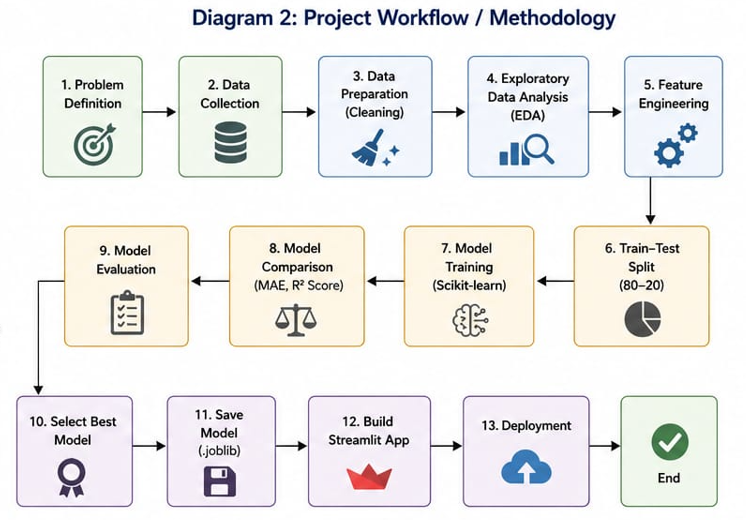 Diagram 2: Project Workflow / Methodology
1. Problem
Definition
2. Data
Collection
3. Data
Preparation
(Cleaning)
4. Exploratory
Data Analysis
(EDA)
5. Feature
Engineering
6. Train–Test
Split
(80–20)
7. Model
Training
(Scikit-learn)
8. Model
Comparison
(MAE, R² Score)
9. Model
Evaluation
10. Select Best
Model
11. Save
Model
(.joblib)
12. Build
Streamlit App
13. Deployment
End